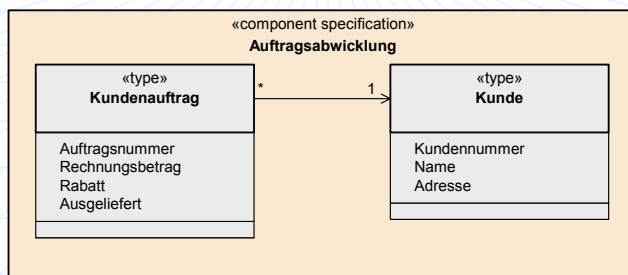 «component specification»
Auftragsabwicklung
«type»
Kundenauftrag
* 1
«type»
Kunde
Auftragsnummer
Rechnungsbetrag
Rabatt
Ausgeliefert
Kundennummer
Name
Adresse